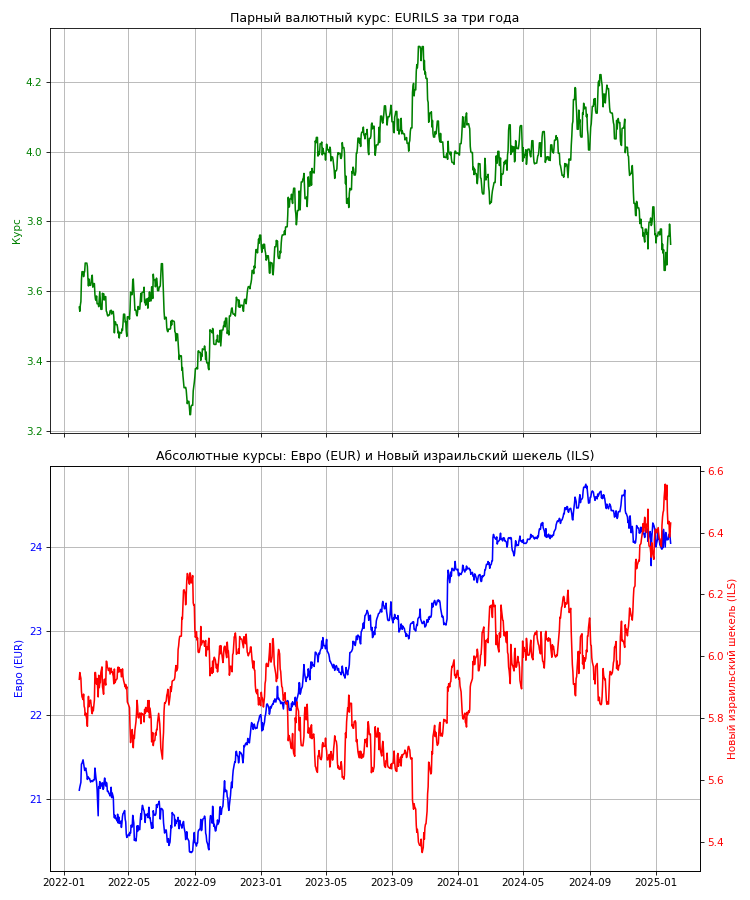 Парный валютный курс: EURILS за три года
Курс
4.2
4.0
3.8
3.6
3.4
3.2
Абсолютные курсы: Евро (EUR) и Новый израильский шекель (ILS)
Евро (EUR)
24
23
22
21
6.6
6.4
6.2
6.0
5.8
5.6
5.4
Новый израильский шекель (ILS)
2022-01 2022-05 2022-09 2023-01 2023-05 2023-09 2024-01 2024-05 2024-09 2025-01